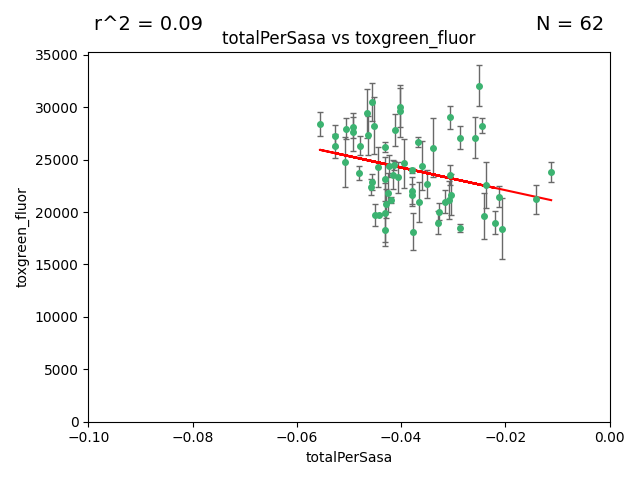 r^2 = 0.09
N = 62
totalPerSasa vs toxgreen_fluor
35000
30000
25000
20000
15000
10000
5000
0
toxgreen_fluor
−0.10
−0.08
−0.06
−0.04
−0.02
0.00
totalPerSasa